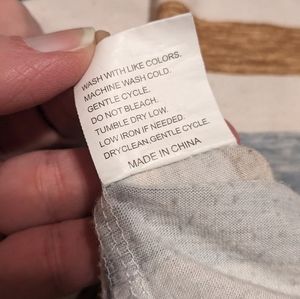 WASH WITH LIKE COLORS.
MACHINE WASH COLD.
GENTLE CYCLE.
DO NOT BLEACH.
TUMBLE DRY LOW.
LOW IRON IF NEEDED.
DRYCLEAN.GENTLE CYCLE.
MADE IN CHINA